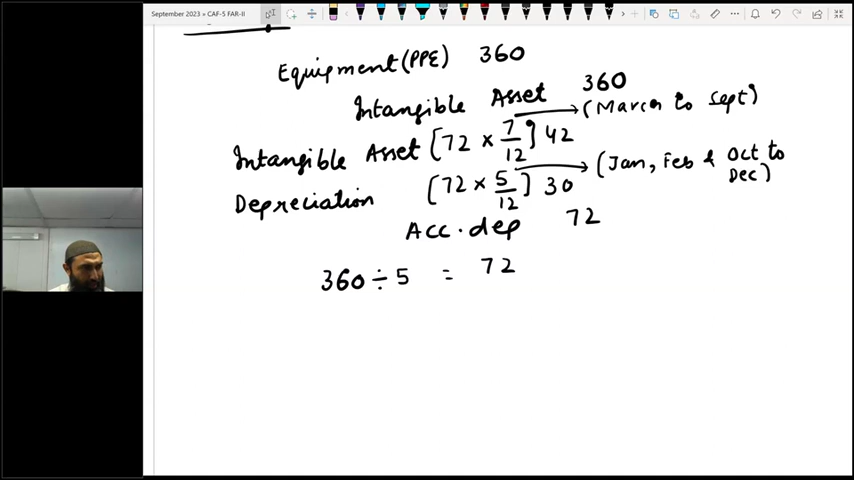 September 2023 » CAF-5 FAR-II
Equipment (PPE) 360
Intangible Asset 360
(March to Sept)
Intangible Asset [72 × 7/12] 42
(Jan, Feb & Oct to Dec)
Depreciation [72 × 5/12] 30
Acc. dep 72
360 ÷ 5 = 72